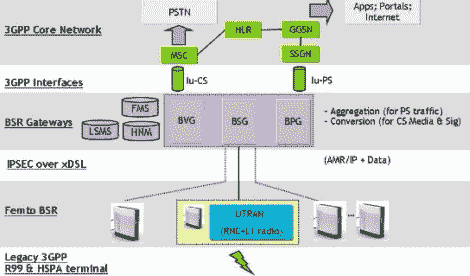 PSTN
Apps; Portals;
Internet
3GPP Core Network
HLR
GGSN
MSC
SSGN
3GPP Interfaces
Iu-CS
Iu-PS
BSR Gateways
FMS
LSMS
HNM
BVG
BSG
BPG
- Aggregation (for PS traffic)
- Conversion (for CS Media & Sig)
IPSEC over xDSL
(AMR/IP + Data)
Femto BSR
UTRAN
(RNC+L1 radio)
Legacy 3GPP
R99 & HSPA terminal